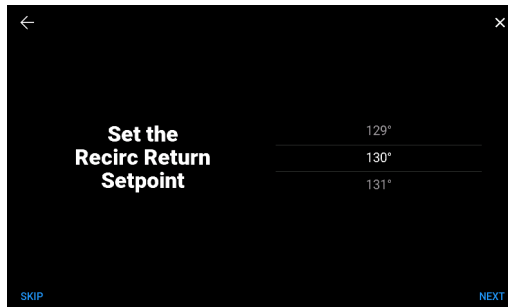 Set the
Recirc Return
Setpoint
129°
130°
131°
SKIP
NEXT